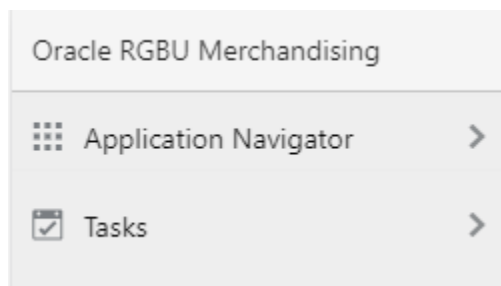 Oracle RGBU Merchandising
Application Navigator
Tasks